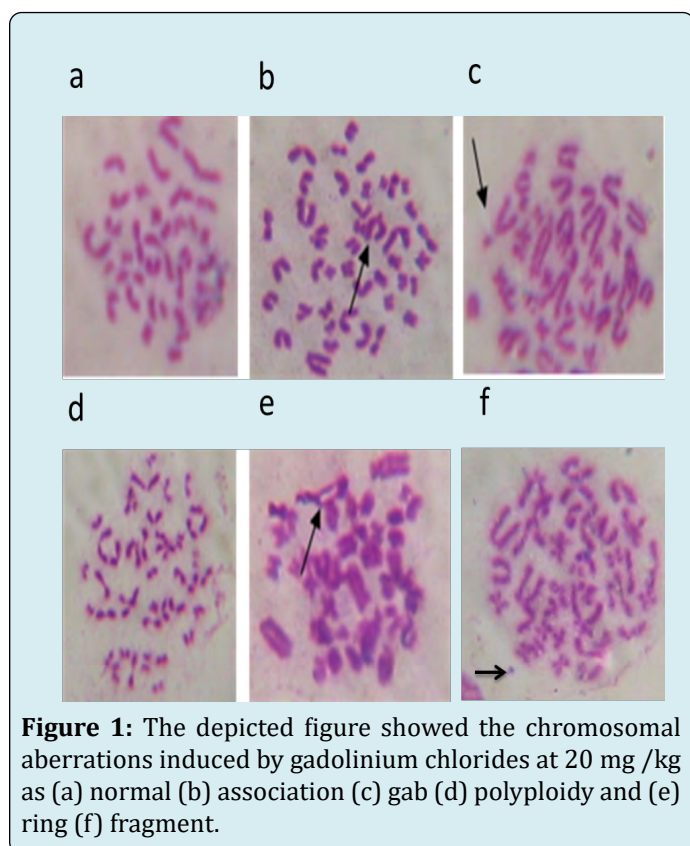 a b c
d e f
Figure 1: The depicted figure showed the chromosomal
aberrations induced by gadolinium chlorides at 20 mg /kg
as (a) normal (b) association (c) gab (d) polyploidy and (e)
ring (f) fragment.